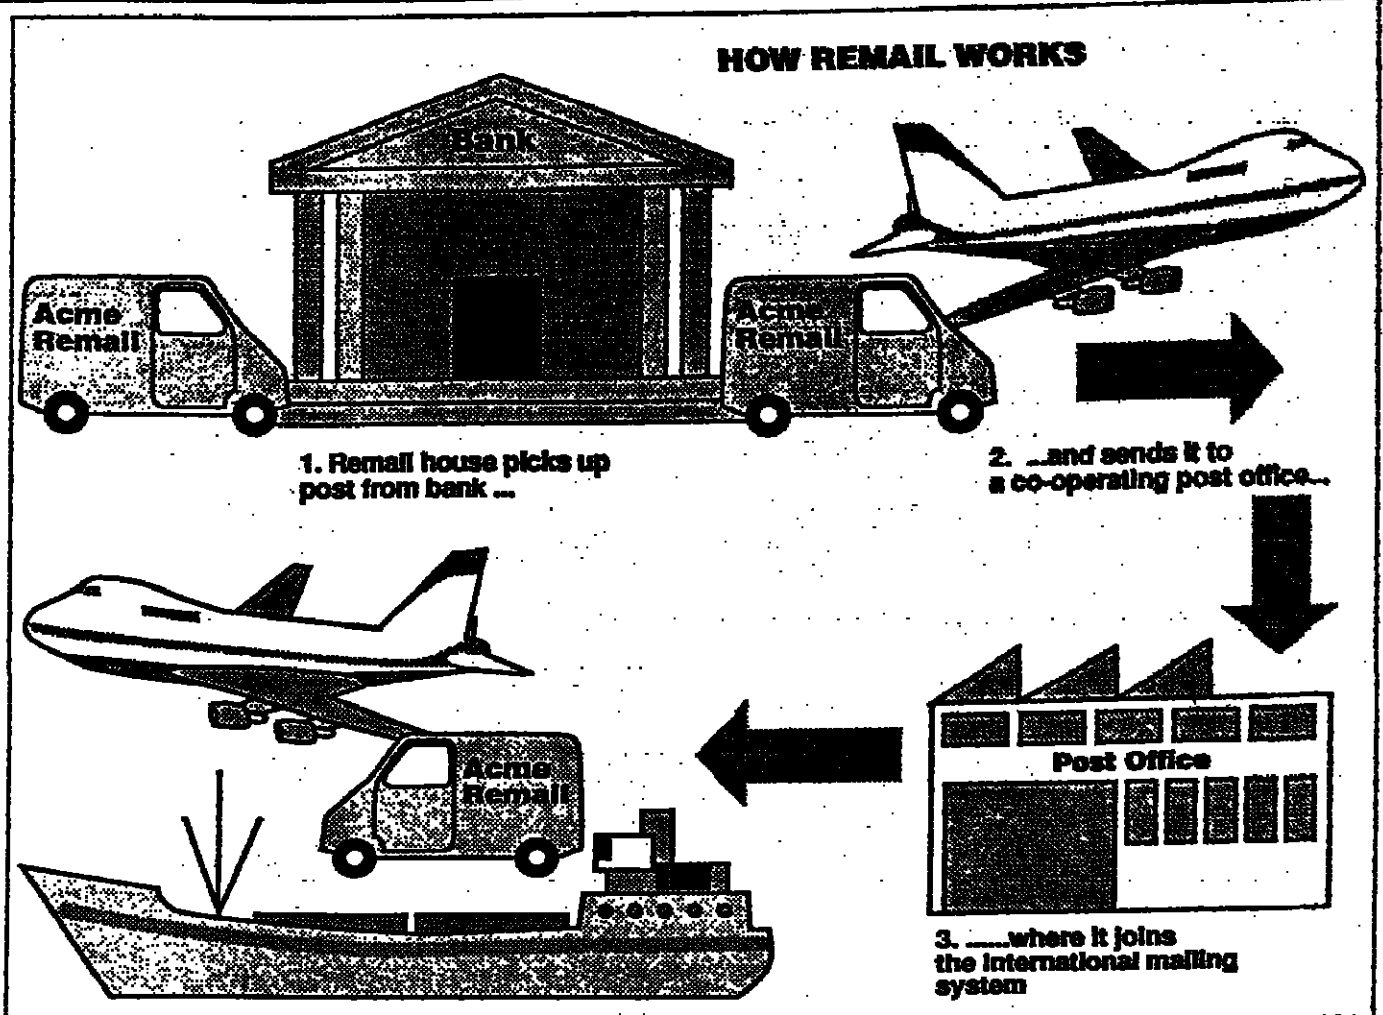 HOW REMAIL WORKS
Bank
Acme
Remail
Acme
Remail
1. Remail house picks up
post from bank ...
2. ...and sends it to
a co-operating post office...
Acme
Remail
Post Office
3. ......where it joins
the international mailing
system